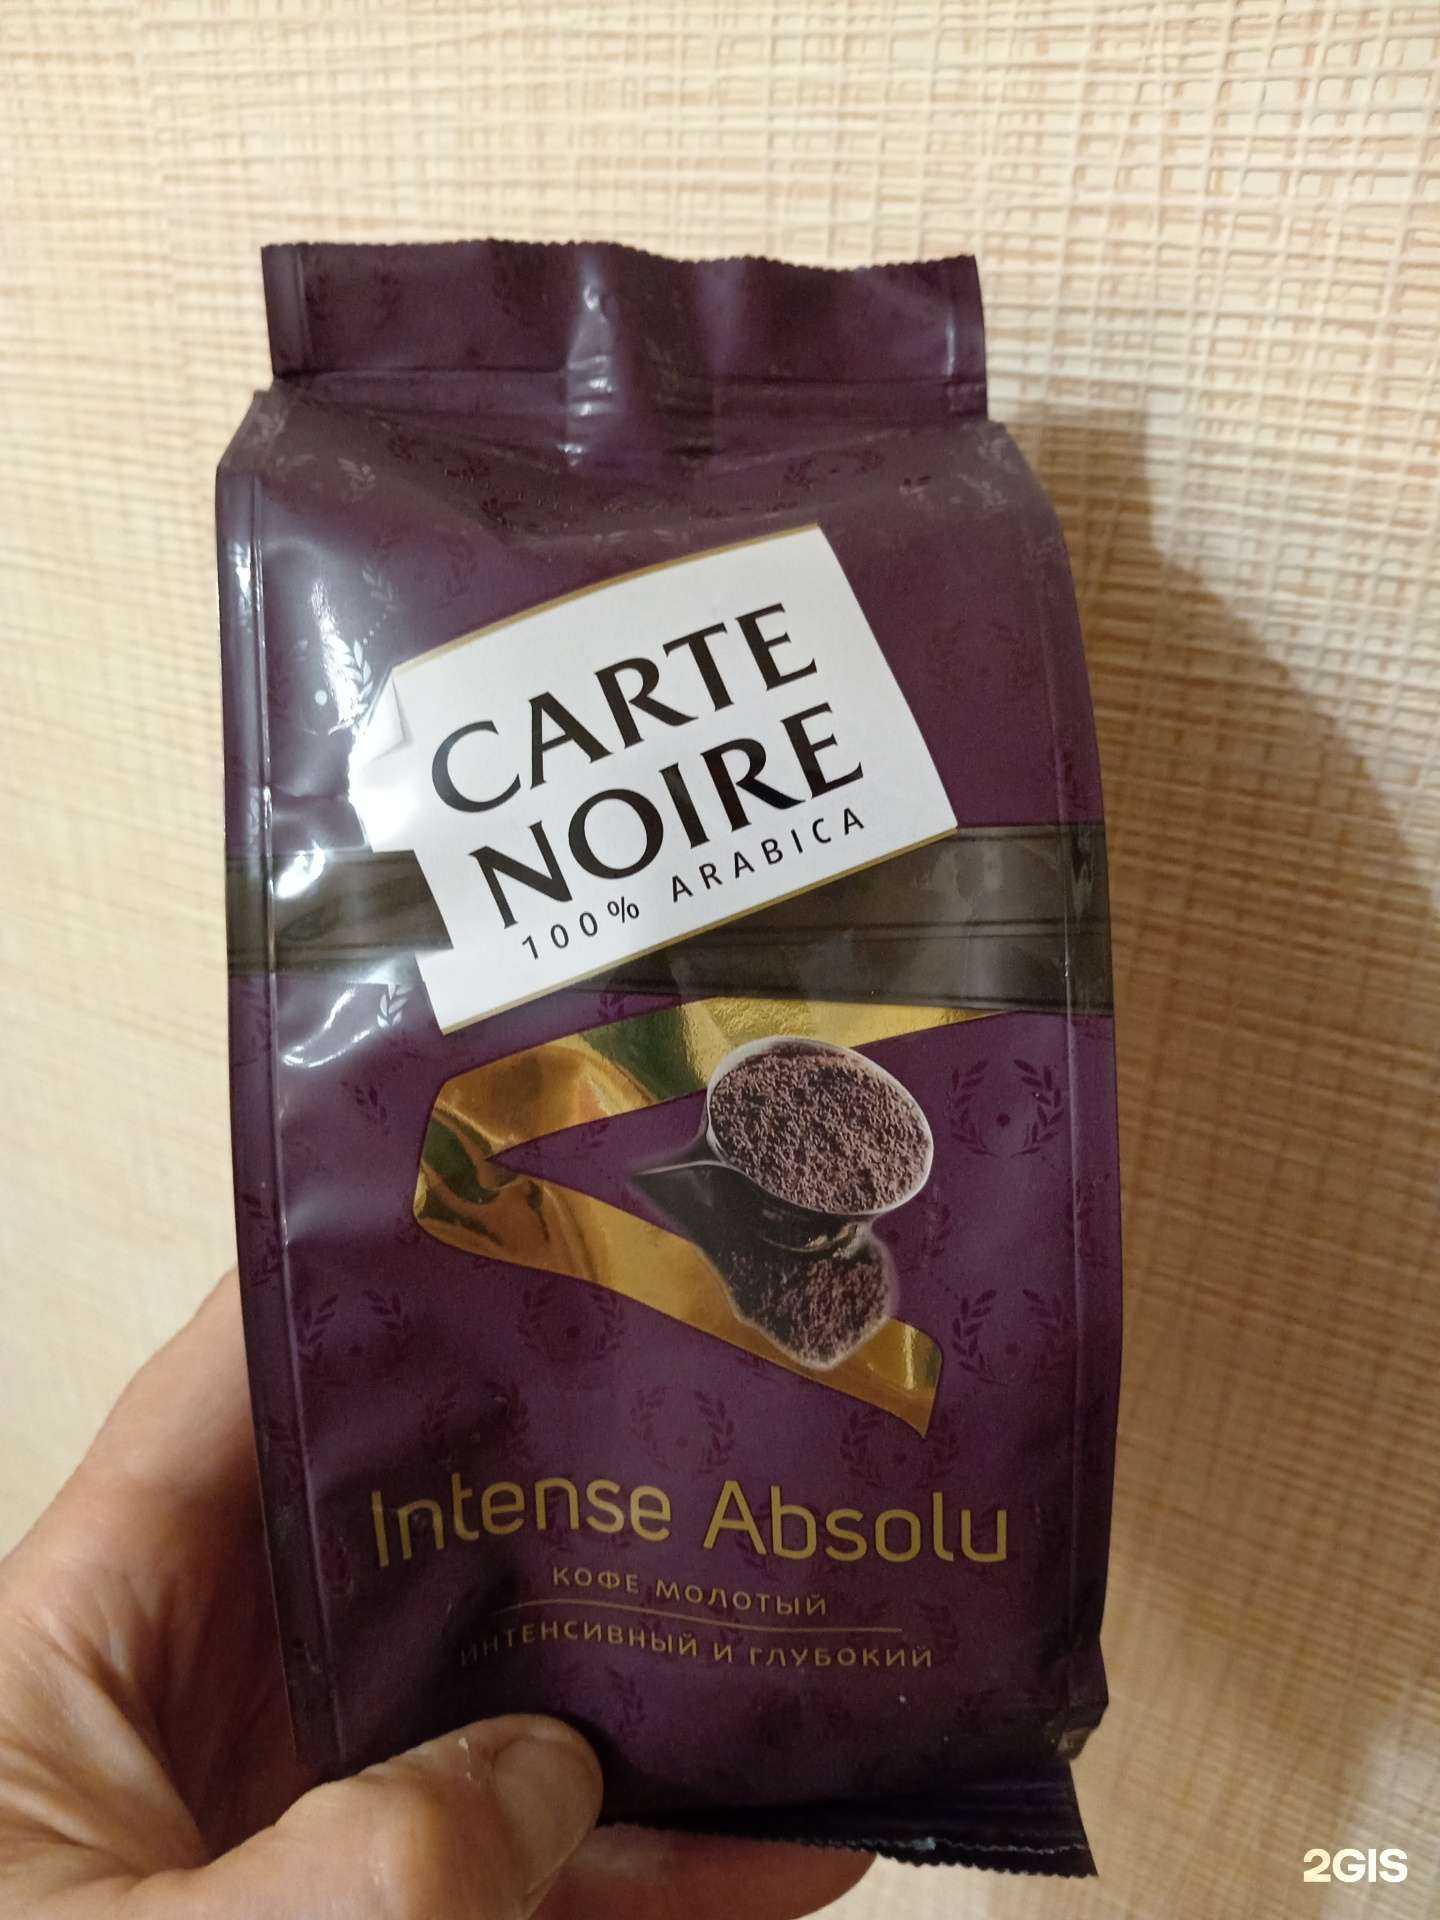 CARTE
NOIRE
100% ARABICA
Intense Absolu
КОФЕ МОЛОТЫЙ
ИНТЕНСИВНЫЙ И ГЛУБОКИЙ
2GIS